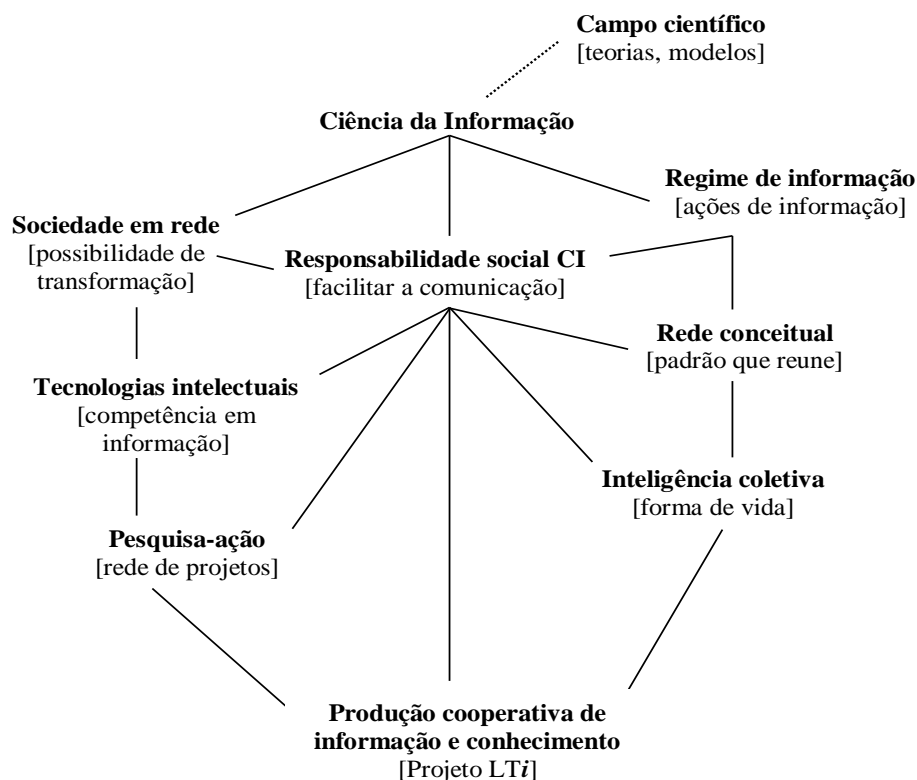 Campo científico
[teorias, modelos]
Ciência da Informação
Regime de informação
[ações de informação]
Sociedade em rede
[possibilidade de
transformação]
Responsabilidade social CI
[facilitar a comunicação]
Rede conceitual
[padrão que reune]
Tecnologias intelectuais
[competência em
informação]
Inteligência coletiva
[forma de vida]
Pesquisa-ação
[rede de projetos]
Produção cooperativa de
informação e conhecimento
[Projeto LTi]